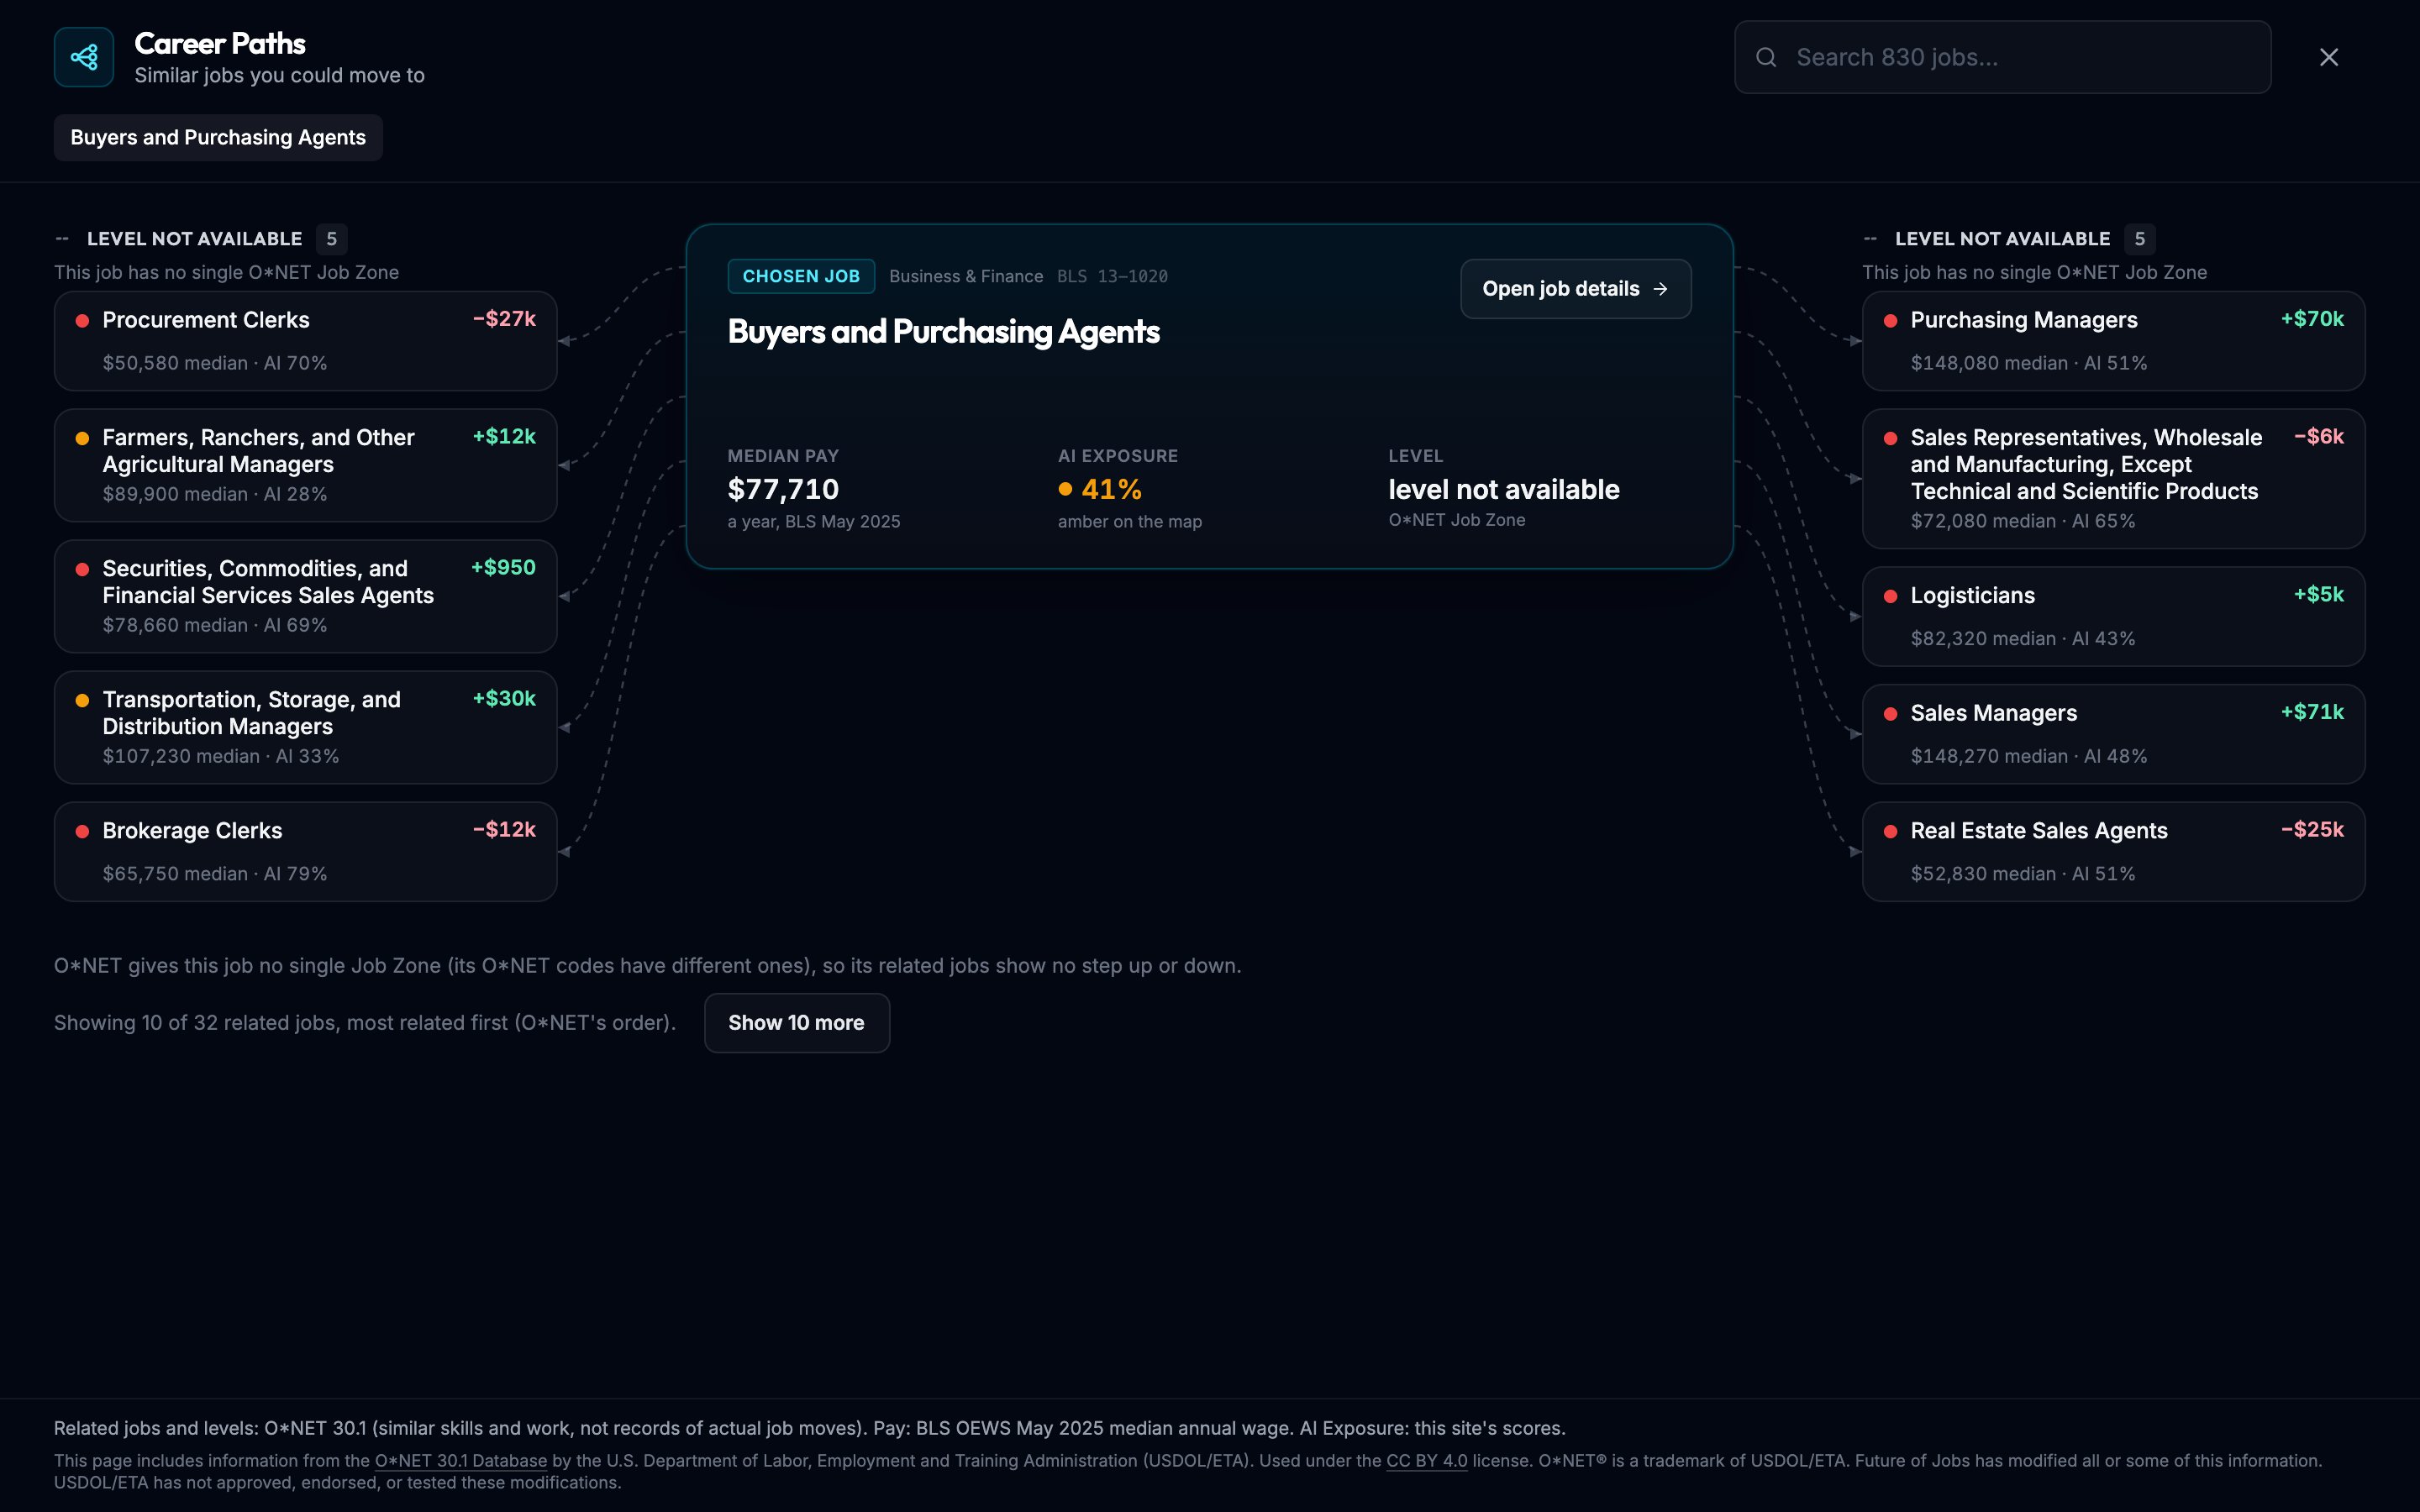 Career Paths
Similar jobs you could move to
Search 830 jobs...
Buyers and Purchasing Agents
-- LEVEL NOT AVAILABLE 5
This job has no single O*NET Job Zone
Procurement Clerks −$27k
$50,580 median · AI 70%
Farmers, Ranchers, and Other +$12k
Agricultural Managers
$89,900 median · AI 28%
Securities, Commodities, and +$950
Financial Services Sales Agents
$78,660 median · AI 69%
Transportation, Storage, and +$30k
Distribution Managers
$107,230 median · AI 33%
Brokerage Clerks −$12k
$65,750 median · AI 79%
CHOSEN JOB Business & Finance BLS 13-1020
Open job details →
Buyers and Purchasing Agents
MEDIAN PAY
$77,710
a year, BLS May 2025
AI EXPOSURE
41%
amber on the map
LEVEL
level not available
O*NET Job Zone
-- LEVEL NOT AVAILABLE 5
This job has no single O*NET Job Zone
Purchasing Managers +$70k
$148,080 median · AI 51%
Sales Representatives, Wholesale −$6k
and Manufacturing, Except
Technical and Scientific Products
$72,080 median · AI 65%
Logisticians +$5k
$82,320 median · AI 43%
Sales Managers +$71k
$148,270 median · AI 48%
Real Estate Sales Agents −$25k
$52,830 median · AI 51%
O*NET gives this job no single Job Zone (its O*NET codes have different ones), so its related jobs show no step up or down.
Showing 10 of 32 related jobs, most related first (O*NET's order). Show 10 more
Related jobs and levels: O*NET 30.1 (similar skills and work, not records of actual job moves). Pay: BLS OEWS May 2025 median annual wage. AI Exposure: this site's scores.
This page includes information from the O*NET 30.1 Database by the U.S. Department of Labor, Employment and Training Administration (USDOL/ETA). Used under the CC BY 4.0 license. O*NET® is a trademark of USDOL/ETA. Future of Jobs has modified all or some of this information.
USDOL/ETA has not approved, endorsed, or tested these modifications.